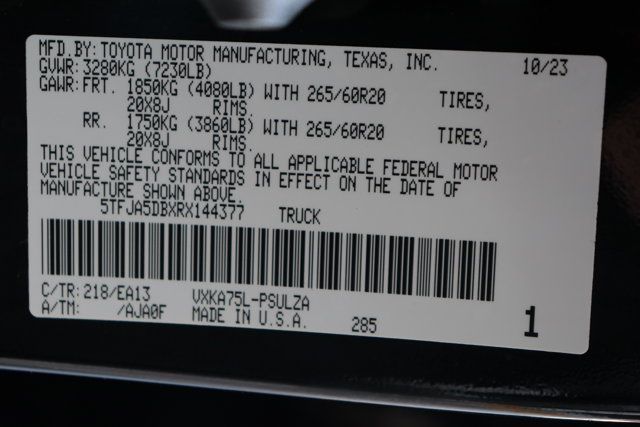 MFD.BY: TOYOTA MOTOR MANUFACTURING, TEXAS, INC. 10/23
GVWR: 3280KG (7230LB)
GAWR: FRT. 1850KG (4080LB) WITH 265/60R20 TIRES,
20X8J RIMS.
RR. 1750KG (3860LB) WITH 265/60R20 TIRES,
20X8J RIMS.
THIS VEHICLE CONFORMS TO ALL APPLICABLE FEDERAL MOTOR
VEHICLE SAFETY STANDARDS IN EFFECT ON THE DATE OF
MANUFACTURE SHOWN ABOVE.
5TFJA5DBXRX144377 TRUCK
C/TR: 218/EA13 VXKA75L-PSULZA
A/TM: /AJA0F MADE IN U.S.A. 285 1